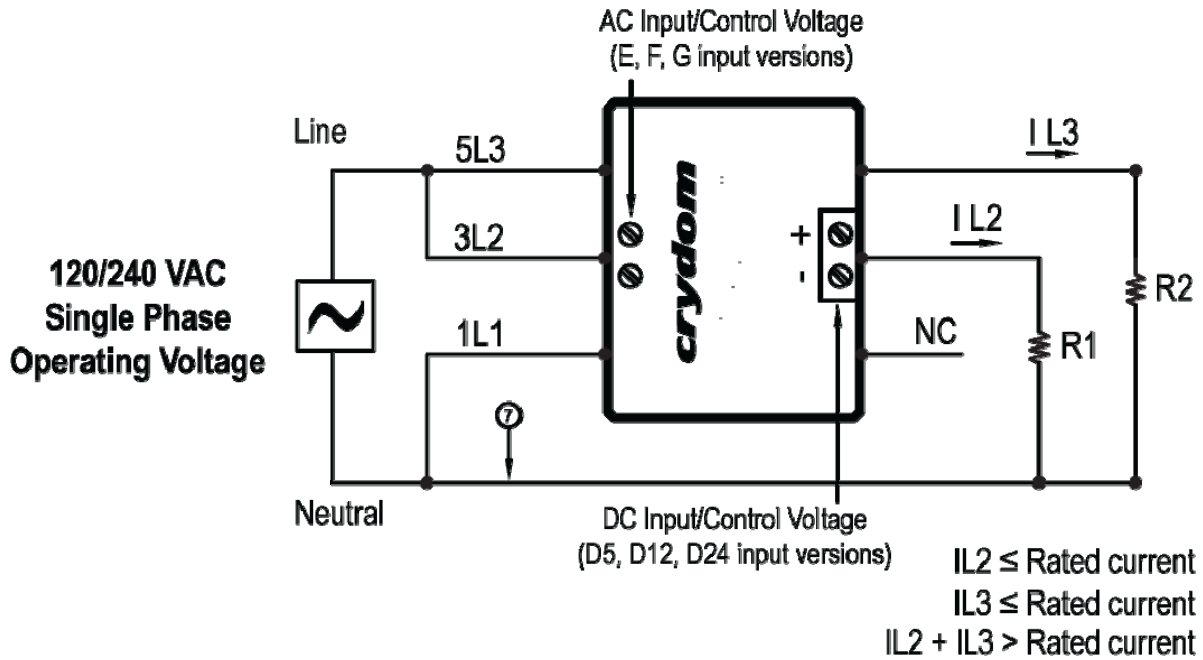 AC Input/Control Voltage
(E, F, G input versions)
Line
5L3
I L3
3L2
I L2
+
-
crydom
120/240 VAC
Single Phase
Operating Voltage
R2
1L1
NC
R1
7
Neutral
DC Input/Control Voltage
(D5, D12, D24 input versions)
IL2 ≤ Rated current
IL3 ≤ Rated current
IL2 + IL3 > Rated current